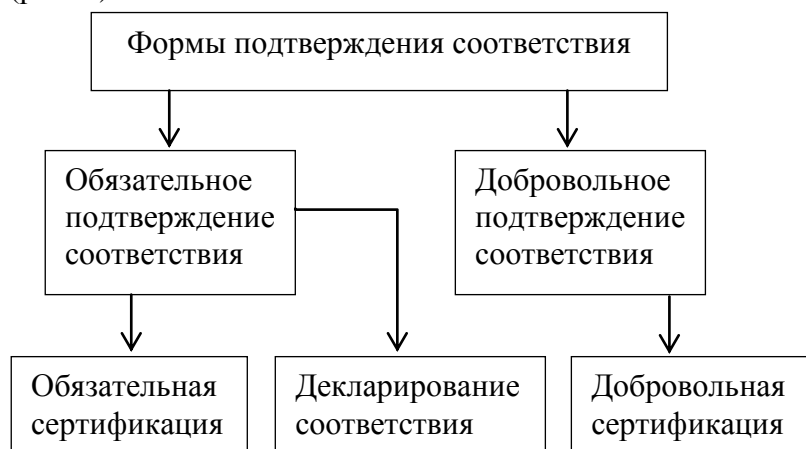 Формы подтверждения соответствия
Обязательное
подтверждение
соответствия
Добровольное
подтверждение
соответствия
Обязательная
сертификация
Декларирование
соответствия
Добровольная
сертификация